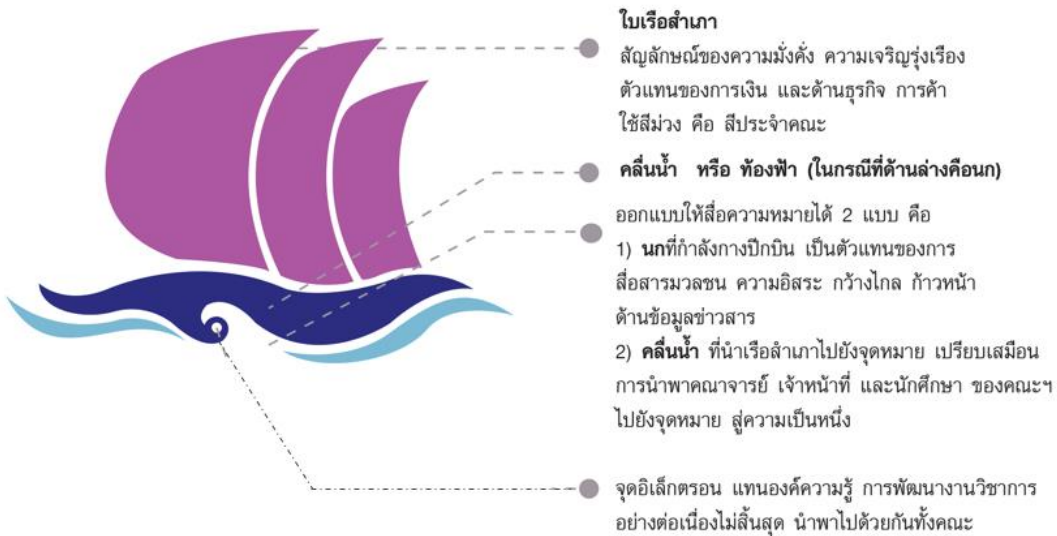 ใบเรือสำเภา
สัญลักษณ์ของความมั่งคั่ง ความเจริญรุ่งเรือง
ตัวแทนของการเงิน และด้านธุรกิจ การค้า
ใช้สีม่วง คือ สีประจำคณะ
คลื่นน้ำ หรือ ท้องฟ้า (ในกรณีที่ด้านล่างคือนก)
ออกแบบให้สื่อความหมายได้ 2 แบบ คือ
1) นกที่กำลังกางปีกบิน เป็นตัวแทนของการ
สื่อสารมวลชน ความอิสระ กว้างไกล ก้าวหน้า
ด้านข้อมูลข่าวสาร
2) คลื่นน้ำ ที่นำเรือสำเภาไปยังจุดหมาย เปรียบเสมือน
การนำพาคณาจารย์ เจ้าหน้าที่ และนักศึกษา ของคณะฯ
ไปยังจุดหมาย สู่ความเป็นหนึ่ง
จุดอิเล็กตรอน แทนองค์ความรู้ การพัฒนางานวิชาการ
อย่างต่อเนื่องไม่สิ้นสุด นำพาไปด้วยกันทั้งคณะ